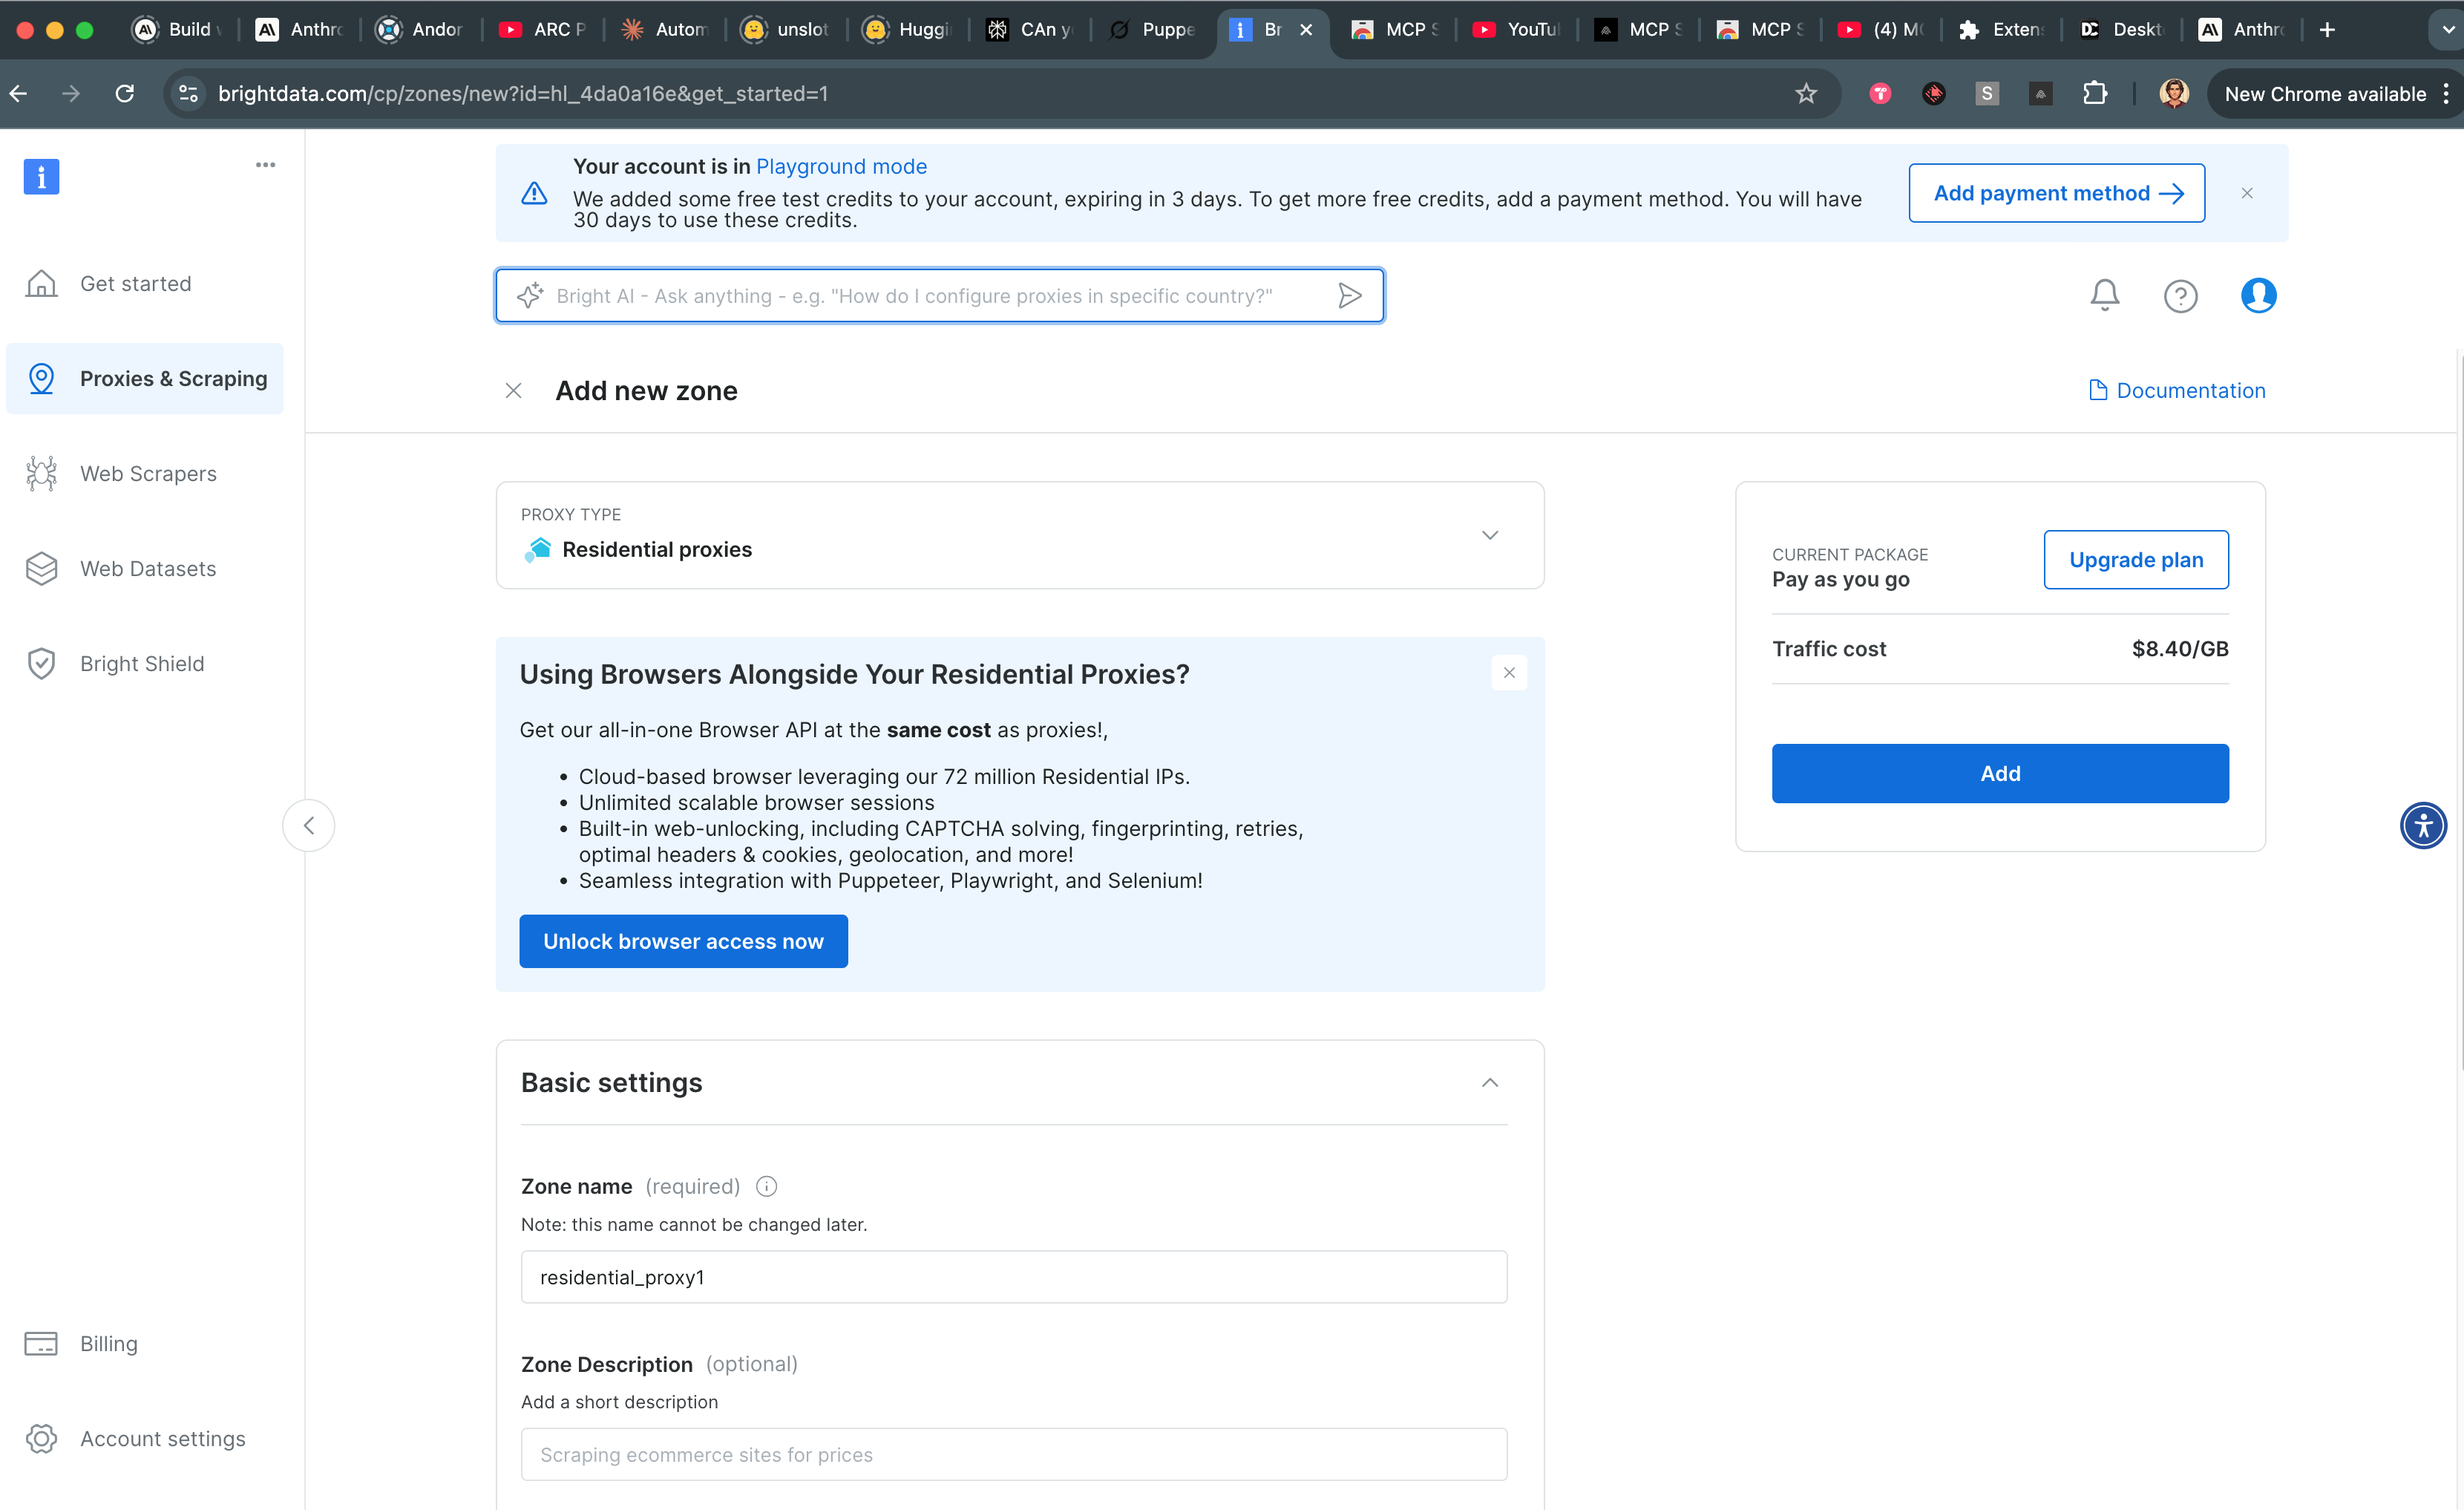 Build
Anthr
Andor
ARC P
Autom
unslot
Huggi
CAn y
Puppe
Br
MCP S
YouTu
MCP S
MCP S
(4) M
Exten
Deskt
Anthr
brightdata.com/cp/zones/new?id=hl_4da0a16e&get_started=1
S
New Chrome available
Get started
Proxies & Scraping
Web Scrapers
Web Datasets
Bright Shield
Billing
Account settings
Your account is in Playground mode
We added some free test credits to your account, expiring in 3 days. To get more free credits, add a payment method. You will have
30 days to use these credits.
Add payment method
Bright AI - Ask anything - e.g. "How do I configure proxies in specific country?"
Add new zone
Documentation
PROXY TYPE
Residential proxies
Using Browsers Alongside Your Residential Proxies?
Get our all-in-one Browser API at the same cost as proxies!,
• Cloud-based browser leveraging our 72 million Residential IPs.
• Unlimited scalable browser sessions
• Built-in web-unlocking, including CAPTCHA solving, fingerprinting, retries,
optimal headers & cookies, geolocation, and more!
• Seamless integration with Puppeteer, Playwright, and Selenium!
Unlock browser access now
Basic settings
Zone name (required)
Note: this name cannot be changed later.
residential_proxy1
Zone Description (optional)
Add a short description
Scraping ecommerce sites for prices
CURRENT PACKAGE
Pay as you go
Upgrade plan
Traffic cost $8.40/GB
Add